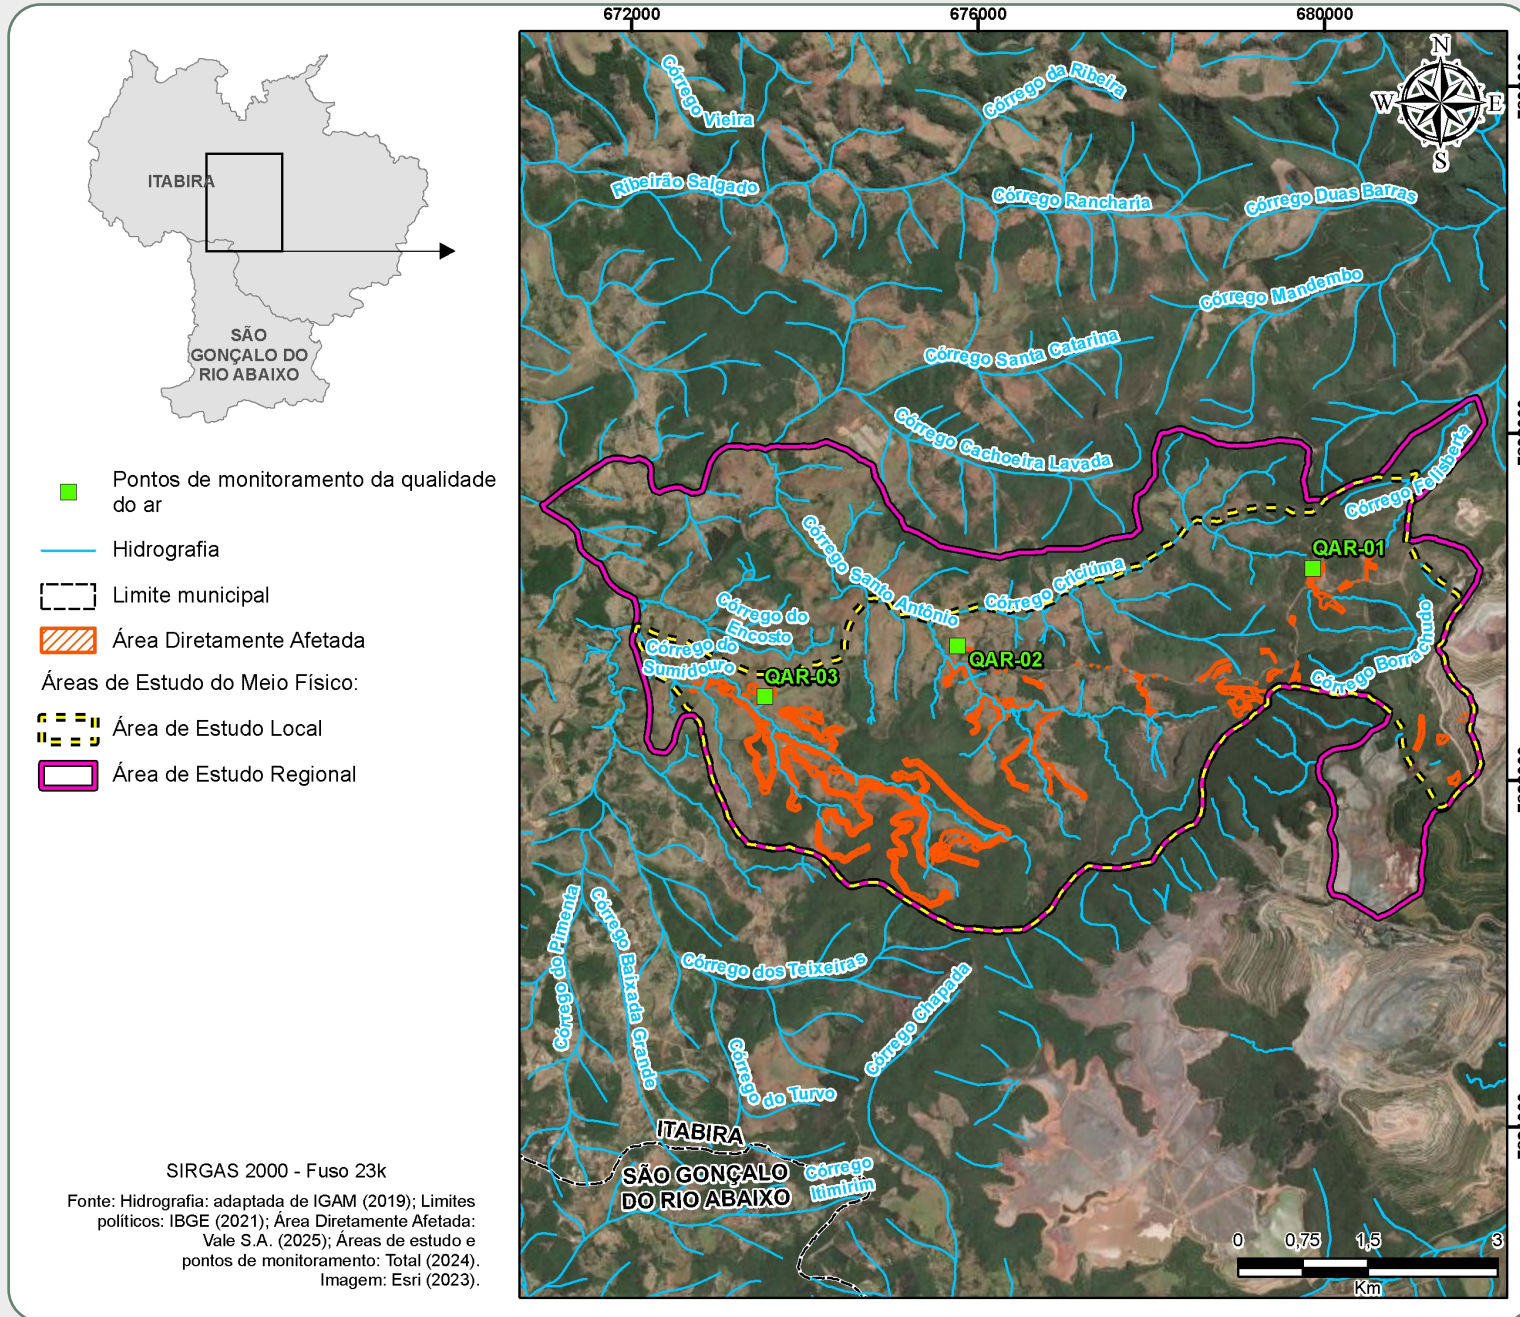 672000
676000
680000
N
W
E
S
ITABIRA
SÃO
GONÇALO DO
RIO ABAIXO
Pontos de monitoramento da qualidade
do ar
Hidrografia
Limite municipal
Área Diretamente Afetada
Áreas de Estudo do Meio Físico:
Área de Estudo Local
Área de Estudo Regional
SIRGAS 2000 - Fuso 23k
Fonte: Hidrografia: adaptada de IGAM (2019); Limites
políticos: IBGE (2021); Área Diretamente Afetada:
Vale S.A. (2025); Áreas de estudo e
pontos de monitoramento: Total (2024).
Imagem: Esri (2023).
Córrego Vieira
Córrego da Ribeira
Ribeirão Salgado
Córrego Rancharia
Córrego Duas Barras
Córrego Mandembo
Córrego Santa Catarina
Córrego Cachoeira Lavada
Córrego Felisberta
Córrego Santo Antônio
Córrego Criciúma
QAR-01
Córrego do
Encosto
Córrego do
Sumidouro
QAR-02
QAR-03
Córrego Borrachudo
Córrego do Pimenta
Córrego Baixada Grande
Córrego dos Teixeiras
Córrego Chapada
Córrego do Turvo
ITABIRA
SÃO GONÇALO
DO RIO ABAIXO
Córrego
Itimirim
0 0,75 1,5 3
Km